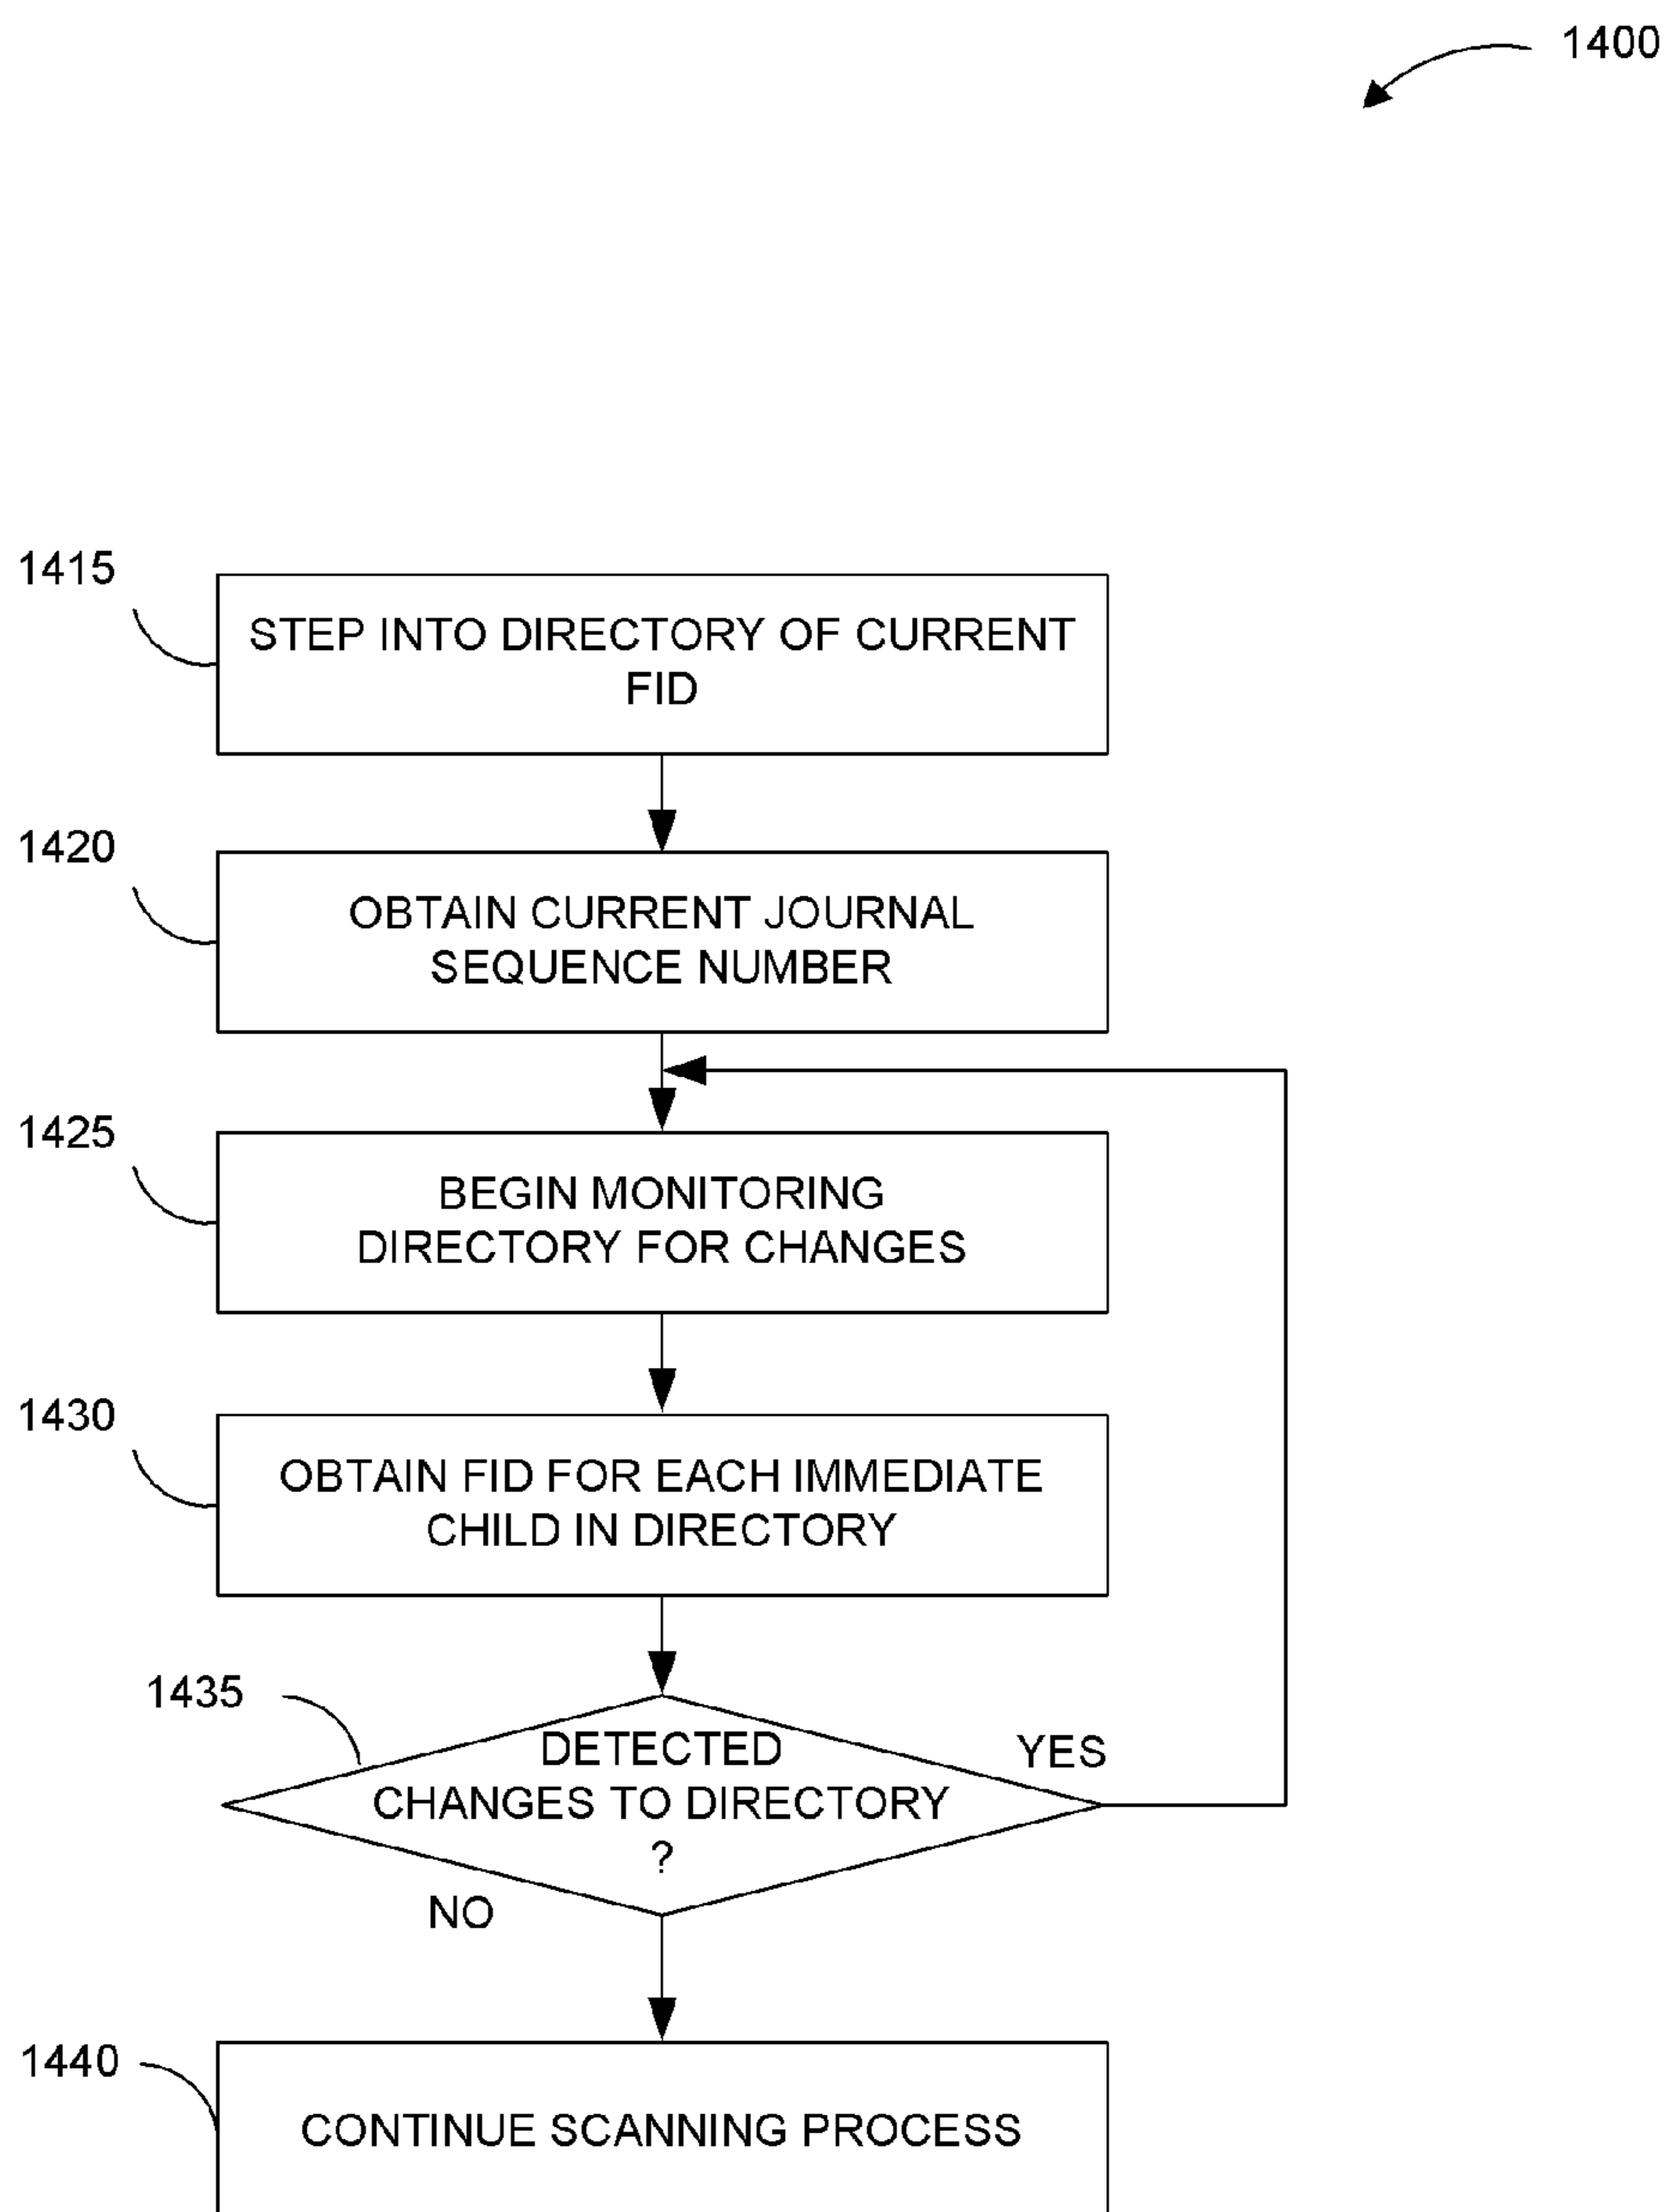 1400
1415
STEP INTO DIRECTORY OF CURRENT
FID
1420
OBTAIN CURRENT JOURNAL
SEQUENCE NUMBER
1425
BEGIN MONITORING
DIRECTORY FOR CHANGES
1430
OBTAIN FID FOR EACH IMMEDIATE
CHILD IN DIRECTORY
1435
DETECTED
CHANGES TO DIRECTORY
?
YES
NO
1440
CONTINUE SCANNING PROCESS